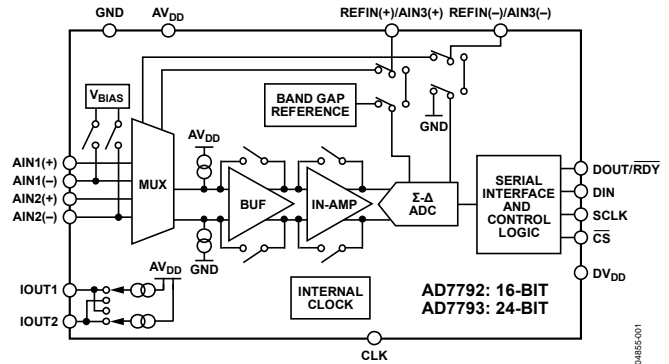 GND
AVDD
REFIN(+)/AIN3(+)
REFIN(–)/AIN3(–)
VBIAS
BAND GAP
REFERENCE
GND
AVDD
AIN1(+)
AIN1(–)
AIN2(+)
AIN2(–)
MUX
BUF
IN-AMP
Σ-Δ
ADC
SERIAL
INTERFACE
AND
CONTROL
LOGIC
DOUT/RDY
DIN
SCLK
CS
GND
AVDD
IOUT1
IOUT2
INTERNAL
CLOCK
AD7792: 16-BIT
AD7793: 24-BIT
DVDD
CLK
04855-001